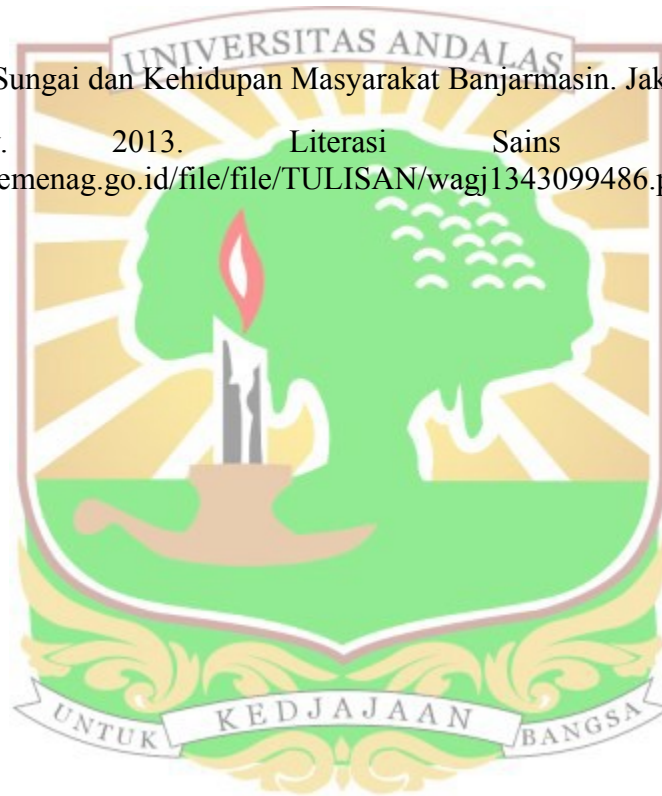 UNIVERSITAS ANDALAS
Sungai dan Kehidupan Masyarakat Banjarmasin. Jak
. 2013. Literasi Sains
emenag.go.id/file/file/TULISAN/wagj1343099486.p
UNTUK KEDJAJAAN BANGSA